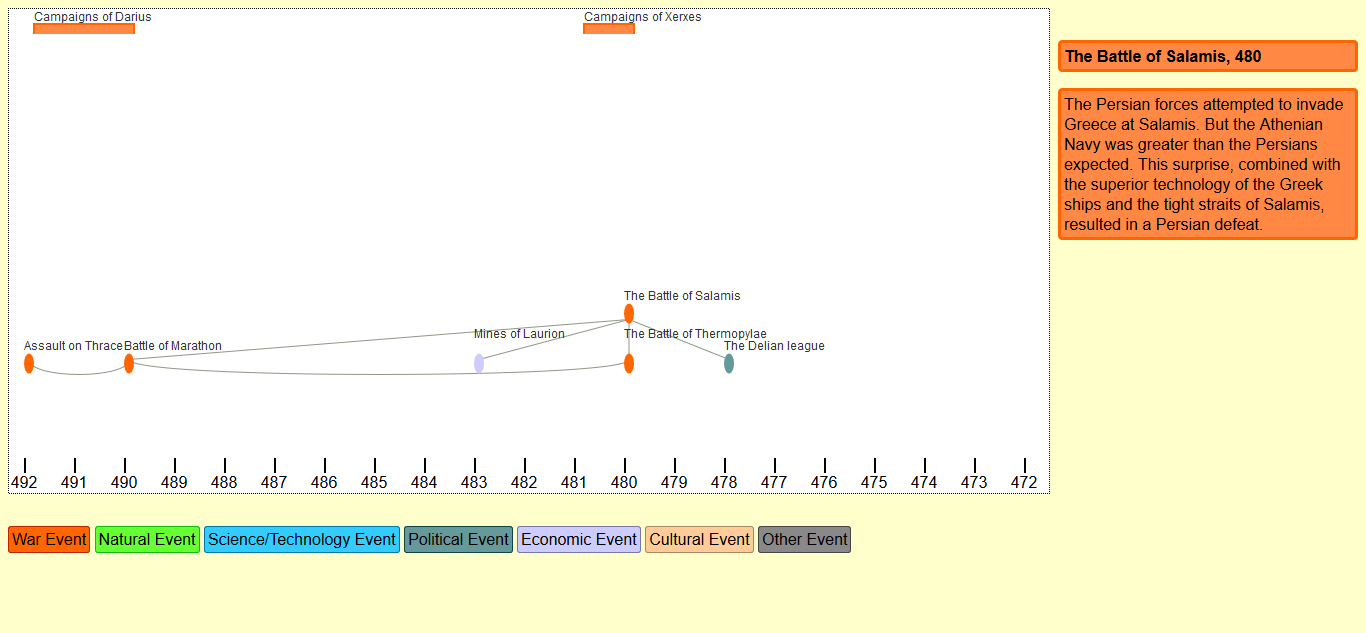 Campaigns of Darius
Campaigns of Xerxes
The Battle of Salamis, 480
The Persian forces attempted to invade
Greece at Salamis. But the Athenian
Navy was greater than the Persians
expected. This surprise, combined with
the superior technology of the Greek
ships and the tight straits of Salamis,
resulted in a Persian defeat.
The Battle of Salamis
Mines of Laurion
The Battle of Thermopylae
Assault on Thrace
Battle of Marathon
The Delian league
492 491 490 489 488 487 486 485 484 483 482 481 480 479 478 477 476 475 474 473 472
War Event Natural Event Science/Technology Event Political Event Economic Event Cultural Event Other Event